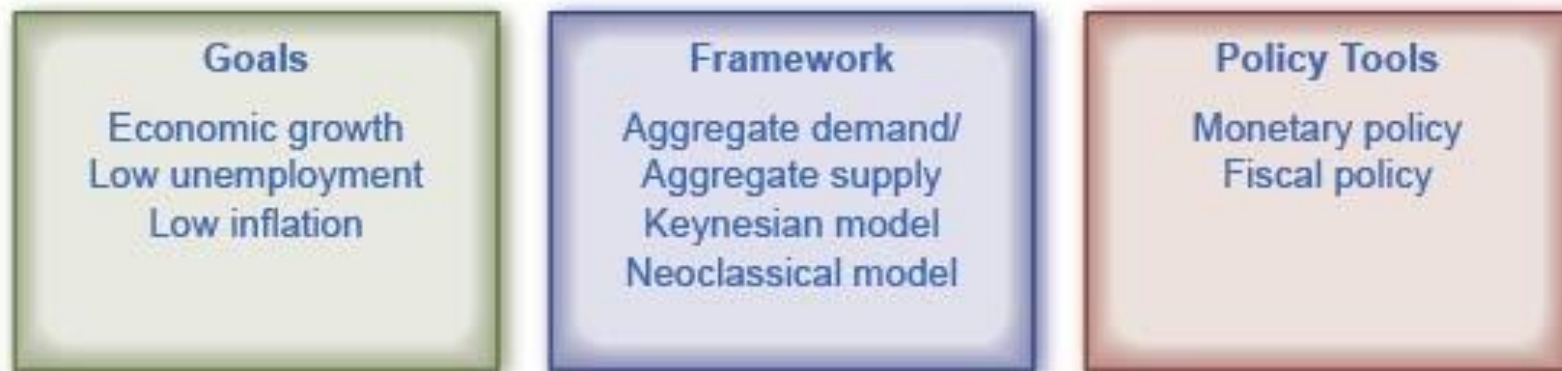 Goals
Economic growth
Low unemployment
Low inflation
Framework
Aggregate demand/
Aggregate supply
Keynesian model
Neoclassical model
Policy Tools
Monetary policy
Fiscal policy